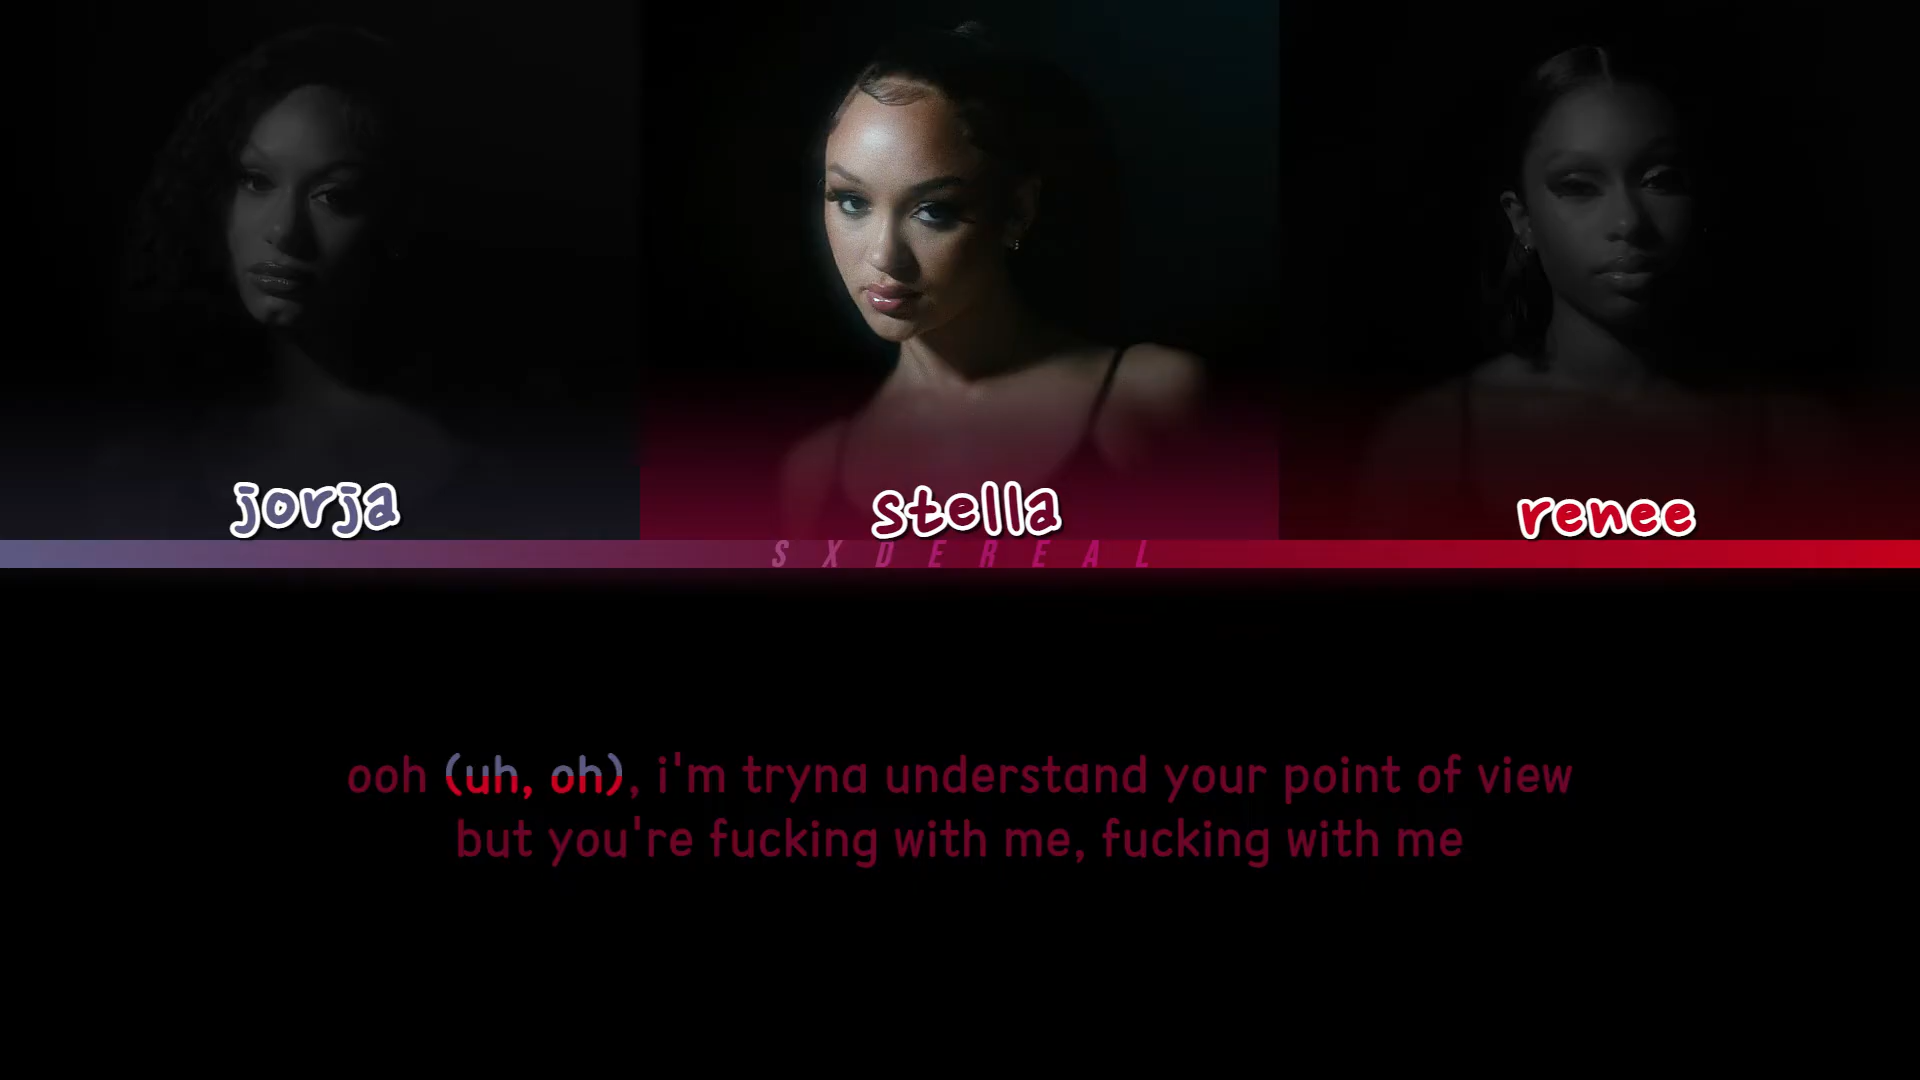 jorja
stella
renee
SXDEREAL
ooh (uh, oh), i'm tryna understand your point of view
but you're fucking with me, fucking with me